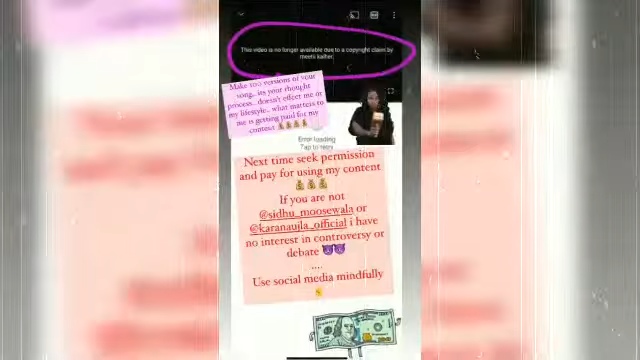 This video is no longer available due to a copyright claim by
meets kalher.
Make 100 versions of your
song.. its your thought
process.. doesn't effect me or
my lifestyle.. what matters to
me is getting paid for my
content 💰💰💰💰
Error loading
Tap to retry
Next time seek permission
and pay for using my content
💰💰💰
If you are not
@sidhu_moosewala or
@karanaujla_official i have
no interest in controversy or
debate 😈😈
....
Use social media mindfully